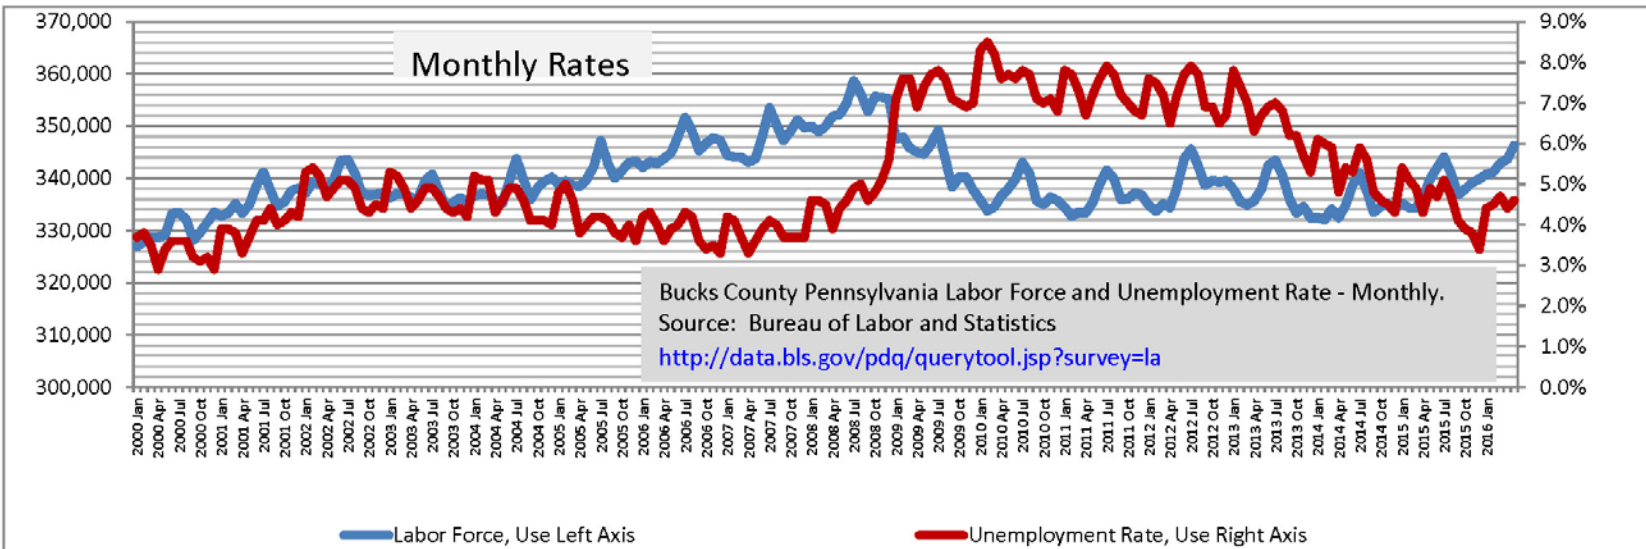 Monthly Rates
370,000
360,000
350,000
340,000
330,000
320,000
310,000
300,000
9.0%
8.0%
7.0%
6.0%
5.0%
4.0%
3.0%
2.0%
1.0%
0.0%
Bucks County Pennsylvania Labor Force and Unemployment Rate - Monthly.
Source:  Bureau of Labor and Statistics
http://data.bls.gov/pdq/querytool.jsp?survey=la
2000 Jan
2000 Apr
2000 Jul
2000 Oct
2001 Jan
2001 Apr
2001 Jul
2001 Oct
2002 Jan
2002 Apr
2002 Jul
2002 Oct
2003 Jan
2003 Apr
2003 Jul
2003 Oct
2004 Jan
2004 Apr
2004 Jul
2004 Oct
2005 Jan
2005 Apr
2005 Jul
2005 Oct
2006 Jan
2006 Apr
2006 Jul
2006 Oct
2007 Jan
2007 Apr
2007 Jul
2007 Oct
2008 Jan
2008 Apr
2008 Jul
2008 Oct
2009 Jan
2009 Apr
2009 Jul
2009 Oct
2010 Jan
2010 Apr
2010 Jul
2010 Oct
2011 Jan
2011 Apr
2011 Jul
2011 Oct
2012 Jan
2012 Apr
2012 Jul
2012 Oct
2013 Jan
2013 Apr
2013 Jul
2013 Oct
2014 Jan
2014 Apr
2014 Jul
2014 Oct
2015 Jan
2015 Apr
2015 Jul
2015 Oct
2016 Jan
Labor Force, Use Left Axis
Unemployment Rate, Use Right Axis